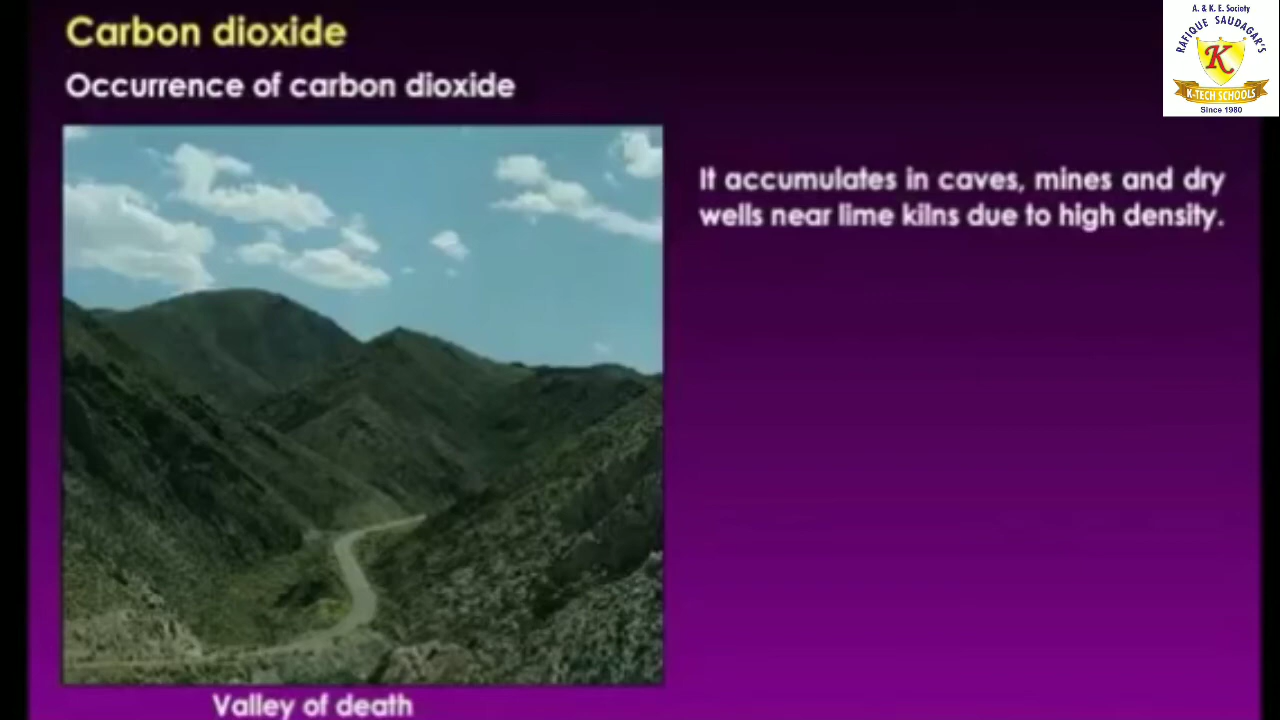 Carbon dioxide
Occurrence of carbon dioxide
A. & K. E. Society
RAFIQUE SAUDAGAR'S
K
K-TECH SCHOOLS
Since 1980
It accumulates in caves, mines and dry
wells near lime kilns due to high density.
Valley of death